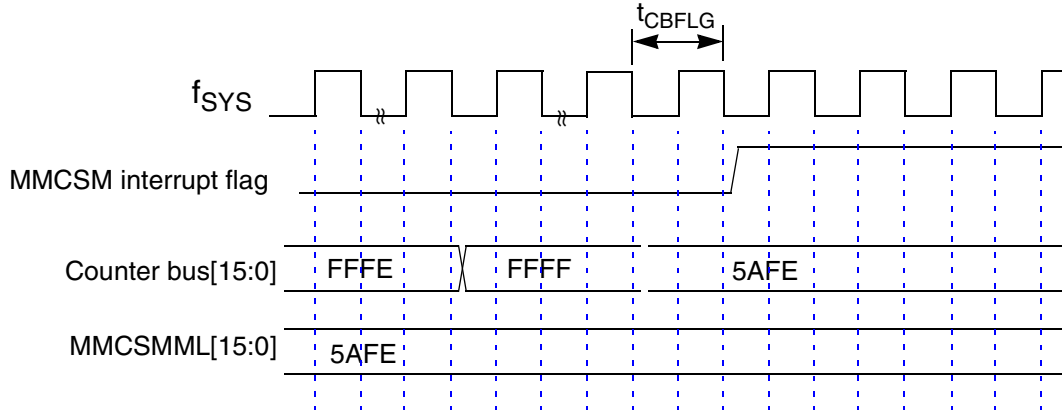 tCBFLG
fSYS
MMCSM interrupt flag
Counter bus[15:0] FFFE FFFF 5AFE
MMCSMML[15:0] 5AFE